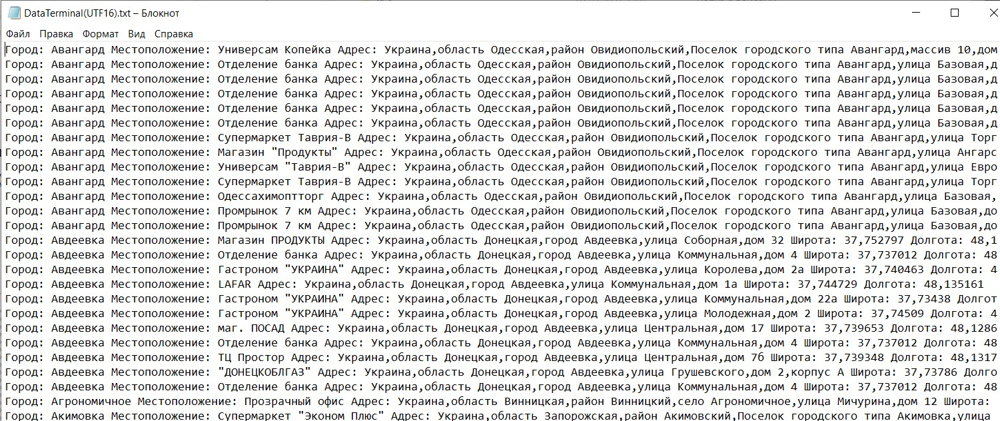 DataTerminal(UTF16).txt – Блокнот
Файл Правка Формат Вид Справка
Город: Авангард Местоположение: Универсам Копейка Адрес: Украина,область Одесская,район Овидиопольский,Поселок городского типа Авангард,массив 10,дом
Город: Авангард Местоположение: Отделение банка Адрес: Украина,область Одесская,район Овидиопольский,Поселок городского типа Авангард,улица Базовая,д
Город: Авангард Местоположение: Отделение банка Адрес: Украина,область Одесская,район Овидиопольский,Поселок городского типа Авангард,улица Базовая,д
Город: Авангард Местоположение: Отделение банка Адрес: Украина,область Одесская,район Овидиопольский,Поселок городского типа Авангард,улица Базовая,д
Город: Авангард Местоположение: Отделение банка Адрес: Украина,область Одесская,район Овидиопольский,Поселок городского типа Авангард,улица Базовая,д
Город: Авангард Местоположение: Отделение банка Адрес: Украина,область Одесская,район Овидиопольский,Поселок городского типа Авангард,улица Базовая,д
Город: Авангард Местоположение: Супермаркет Таврия-В Адрес: Украина,область Одесская,район Овидиопольский,Поселок городского типа Авангард,улица Торг
Город: Авангард Местоположение: Магазин "Продукты" Адрес: Украина,область Одесская,район Овидиопольский,Поселок городского типа Авангард,улица Ангарс
Город: Авангард Местоположение: Универсам "Таврия-В" Адрес: Украина,область Одесская,район Овидиопольский,Поселок городского типа Авангард,улица Евро
Город: Авангард Местоположение: Супермаркет Таврия-В Адрес: Украина,область Одесская,район Овидиопольский,Поселок городского типа Авангард,улица Торг
Город: Авангард Местоположение: Одессахимоптторг Адрес: Украина,область Одесская,район Овидиопольский,Поселок городского типа Авангард,улица Базовая,
Город: Авангард Местоположение: Промрынок 7 км Адрес: Украина,область Одесская,район Овидиопольский,Поселок городского типа Авангард,улица Базовая,до
Город: Авангард Местоположение: Промрынок 7 км Адрес: Украина,область Одесская,район Овидиопольский,Поселок городского типа Авангард,улица Базовая,до
Город: Авдеевка Местоположение: Магазин ПРОДУКТЫ Адрес: Украина,область Донецкая,город Авдеевка,улица Соборная,дом 32 Широта: 37,752797 Долгота: 48,1
Город: Авдеевка Местоположение: Отделение банка Адрес: Украина,область Донецкая,город Авдеевка,улица Коммунальная,дом 4 Широта: 37,737012 Долгота: 48
Город: Авдеевка Местоположение: Гастроном "УКРАИНА" Адрес: Украина,область Донецкая,город Авдеевка,улица Королева,дом 2а Широта: 37,740463 Долгота: 4
Город: Авдеевка Местоположение: LAFAR Адрес: Украина,область Донецкая,город Авдеевка,улица Коммунальная,дом 1а Широта: 37,744729 Долгота: 48,135161
Город: Авдеевка Местоположение: Гастроном "УКРАИНА" Адрес: Украина,область Донецкая,город Авдеевка,улица Коммунальная,дом 22а Широта: 37,73438 Долгот
Город: Авдеевка Местоположение: Гастроном "УКРАИНА" Адрес: Украина,область Донецкая,город Авдеевка,улица Молодежная,дом 2 Широта: 37,74509 Долгота: 4
Город: Авдеевка Местоположение: маг. ПОСАД Адрес: Украина,область Донецкая,город Авдеевка,улица Центральная,дом 17 Широта: 37,739653 Долгота: 48,1286
Город: Авдеевка Местоположение: Отделение банка Адрес: Украина,область Донецкая,город Авдеевка,улица Коммунальная,дом 4 Широта: 37,737012 Долгота: 48
Город: Авдеевка Местоположение: ТЦ Простор Адрес: Украина,область Донецкая,город Авдеевка,улица Центральная,дом 7б Широта: 37,739348 Долгота: 48,1317
Город: Авдеевка Местоположение: "ДОНЕЦКОБЛГАЗ" Адрес: Украина,область Донецкая,город Авдеевка,улица Грушевского,дом 2,корпус А Широта: 37,73786 Долго
Город: Авдеевка Местоположение: Отделение банка Адрес: Украина,область Донецкая,город Авдеевка,улица Коммунальная,дом 4 Широта: 37,737012 Долгота: 48
Город: Агрономичное Местоположение: Прозрачный офис Адрес: Украина,область Винницкая,район Винницкий,село Агрономичное,улица Мичурина,дом 12 Широта:
Город: Акимовка Местоположение: Супермаркет "Эконом Плюс" Адрес: Украина,область Запорожская,район Акимовский,Поселок городского типа Акимовка,улица